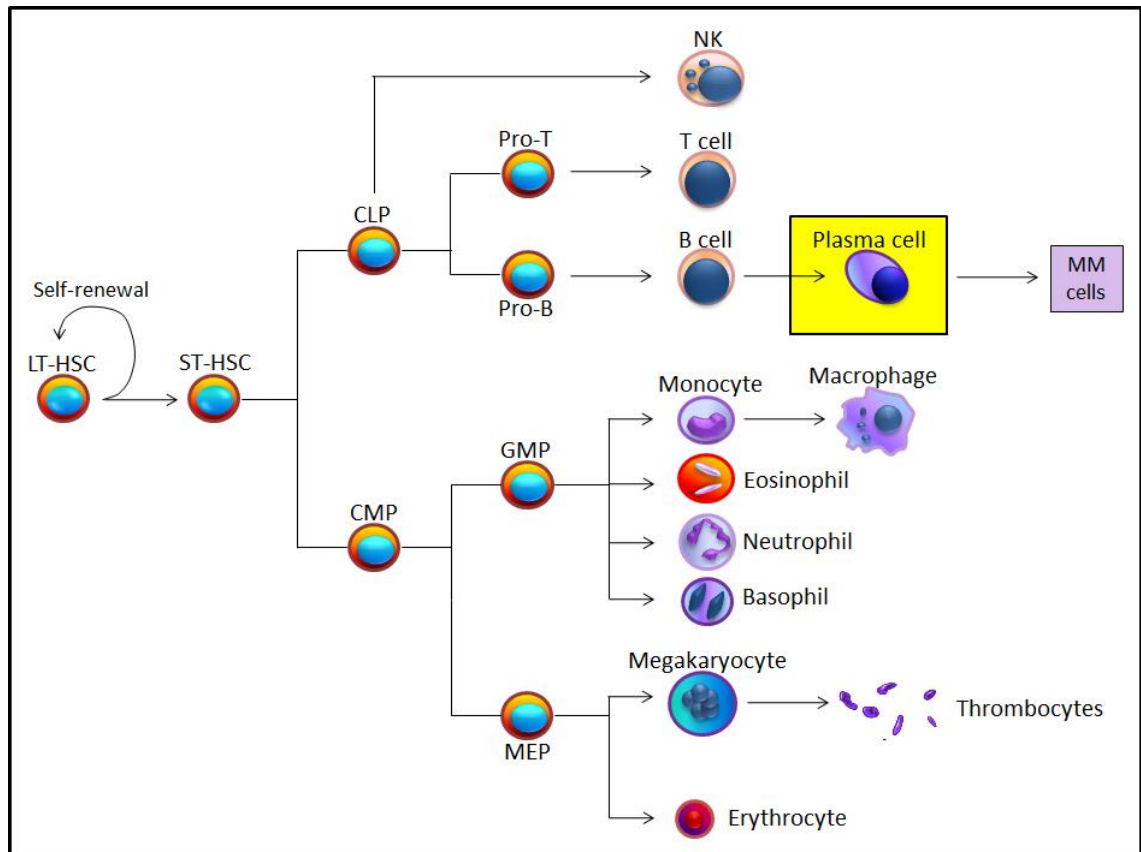 NK
Pro-T
T cell
CLP
B cell
Plasma cell
MM
cells
Pro-B
Self-renewal
LT-HSC
ST-HSC
Monocyte
Macrophage
GMP
Eosinophil
CMP
Neutrophil
Basophil
Megakaryocyte
Thrombocytes
MEP
Erythrocyte